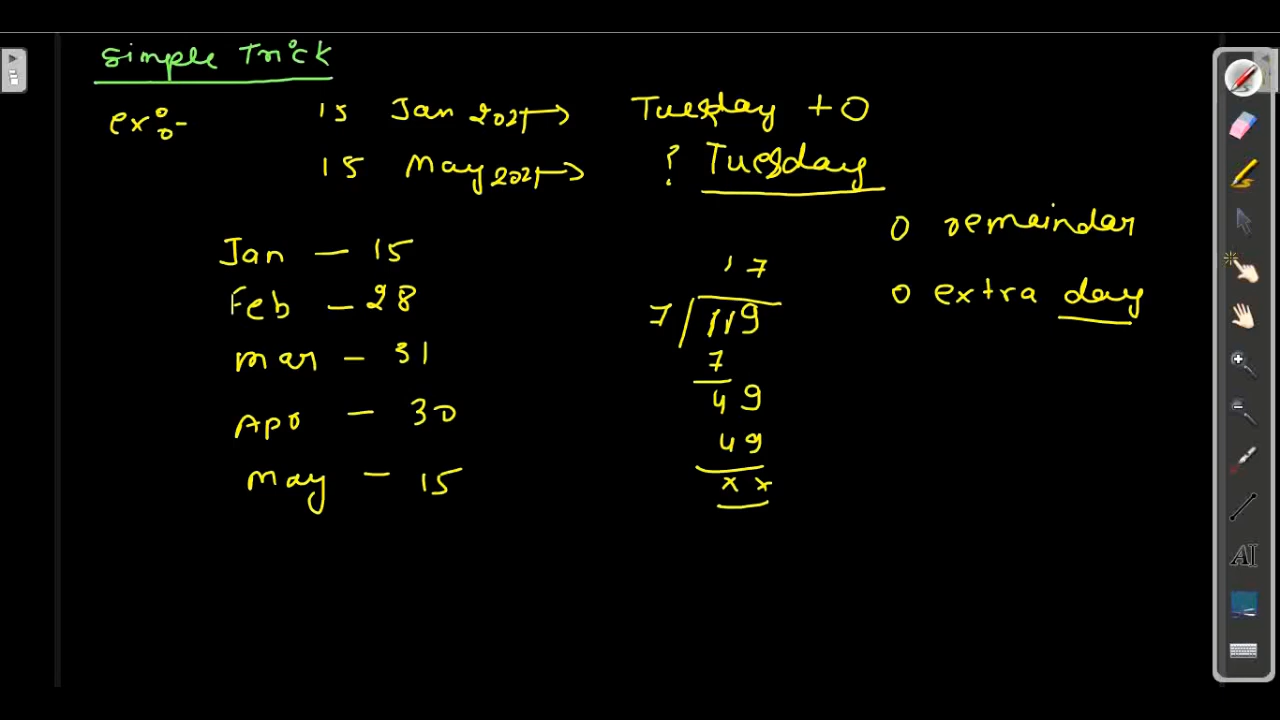 Simple Trick
ex:- 15 Jan 2021 → Tuesday + 0
15 May 2021 → ? Tuesday
0 remainder
Jan - 15
17
0 extra day
Feb - 28
7 119
mar - 31
7
49
Apr - 30
49
May - 15
x x
AI